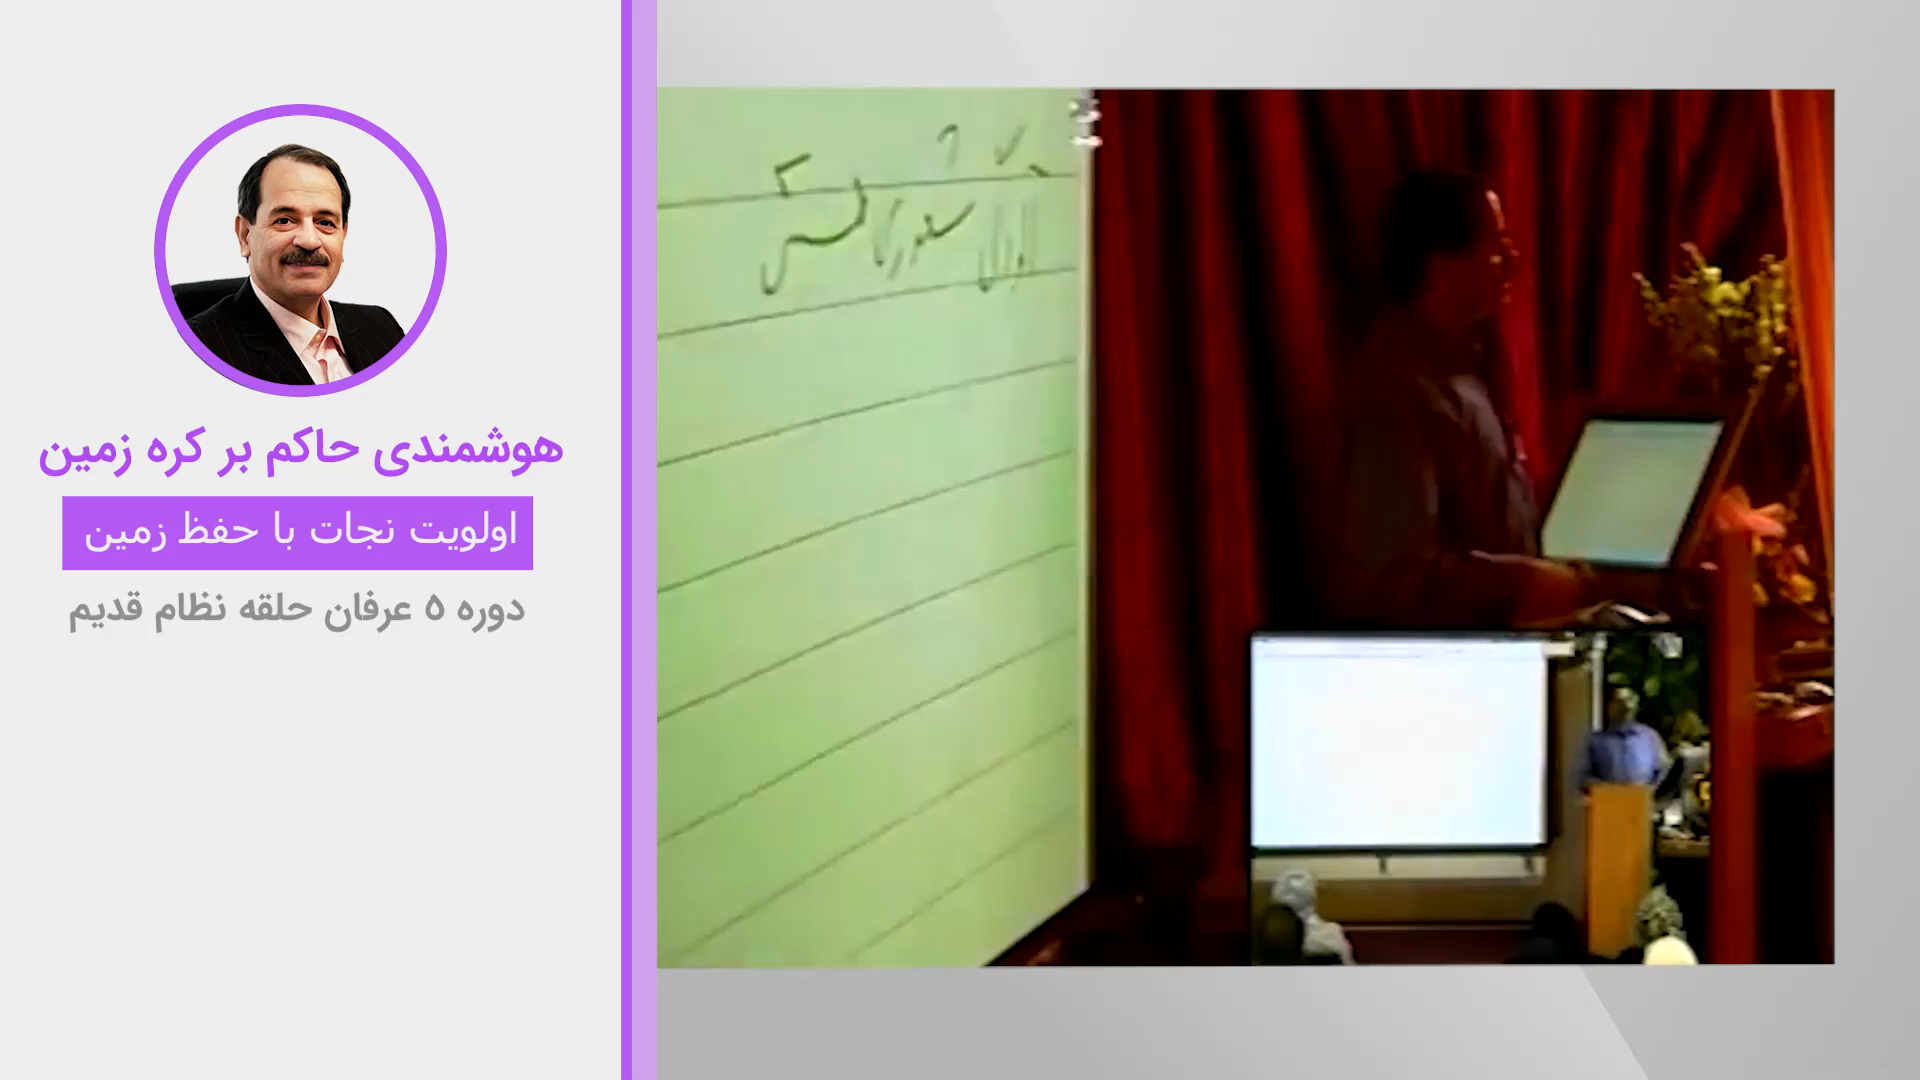 هوشمندی حاکم بر کره زمین
اولویت نجات با حفظ زمین
دوره ۵ عرفان حلقه نظام قدیم